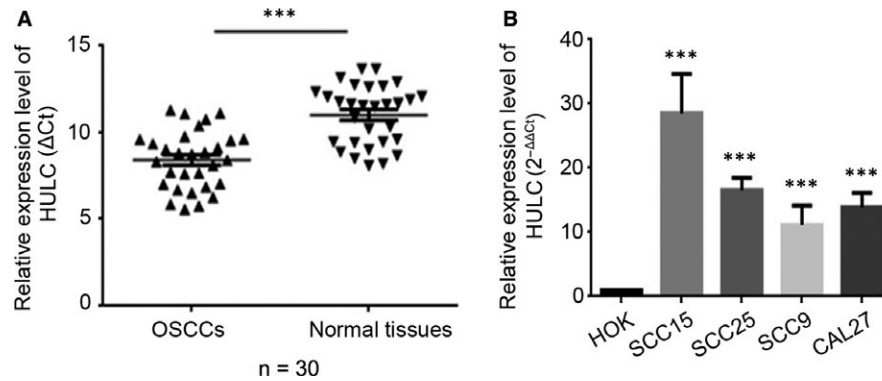 A
***
Relative expression level of
HULC (ΔCt)
15
10
5
0
OSCCs
Normal tissues
n = 30
B
Relative expression level of
HULC (2−ΔΔCt)
40
30
20
10
0
***
***
***
***
HOK
SCC15
SCC25
SCC9
CAL27